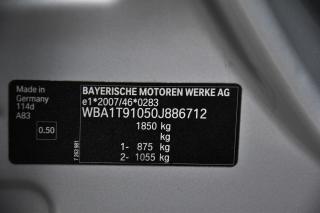 BAYERISCHE MOTOREN WERKE AG
Made in
Germany
114d
A83
0.50
e1*2007/46*0283
WBA1T91050J886712
1850 kg
kg
1- 875 kg
2- 1055 kg